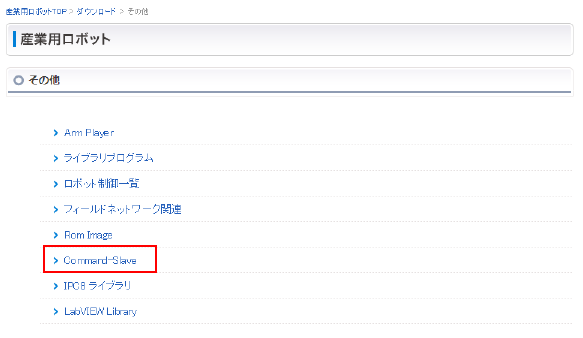 産業用ロボットTOP > ダウンロード > その他
産業用ロボット
その他
Arm Player
ライブラリプログラム
ロボット制御一覧
フィールドネットワーク関連
Rom Image
Command-Slave
IPC8 ライブラリ
LabVIEW Library